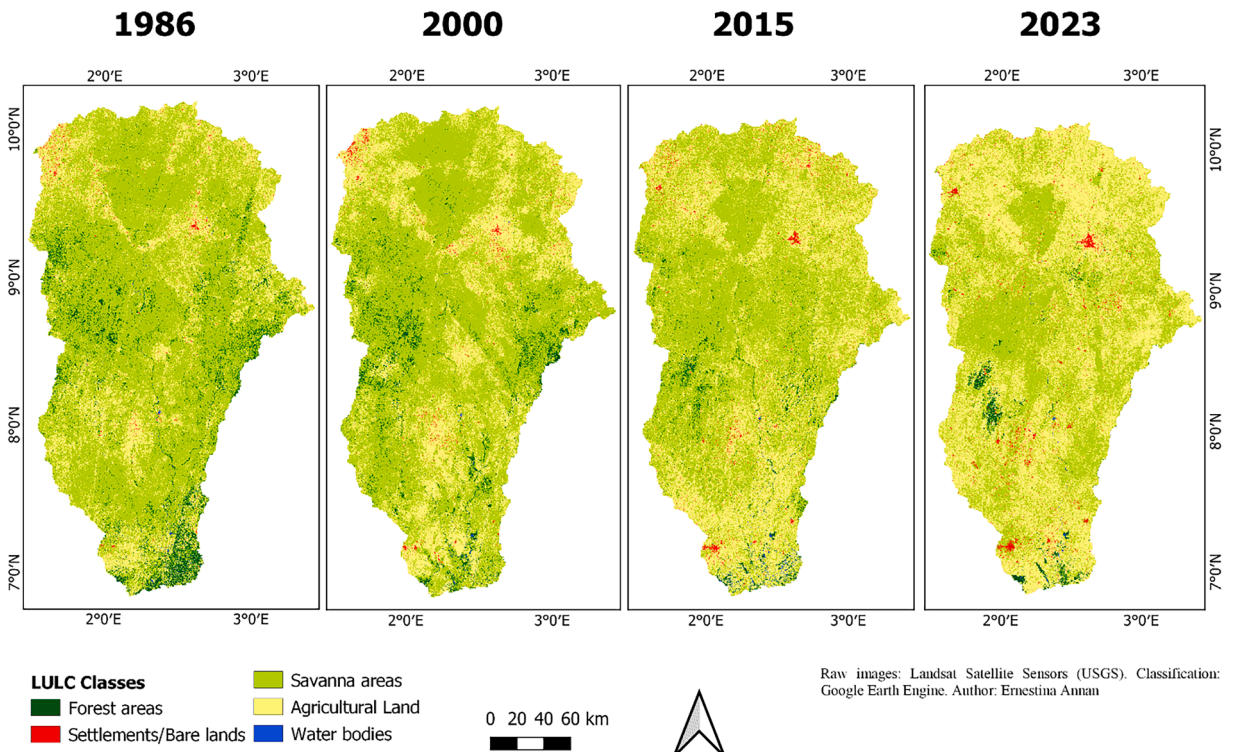 1986 2000 2015 2023
2°0'E 3°0'E 2°0'E 3°0'E 2°0'E 3°0'E 2°0'E 3°0'E
10°0'N 10°0'N
9°0'N 9°0'N
8°0'N 8°0'N
7°0'N 7°0'N
2°0'E 3°0'E 2°0'E 3°0'E 2°0'E 3°0'E 2°0'E 3°0'E
LULC Classes
Forest areas
Settlements/Bare lands
Savanna areas
Agricultural Land
Water bodies
0 20 40 60 km
Raw images: Landsat Satellite Sensors (USGS). Classification:
Google Earth Engine. Author: Ernestina Annan